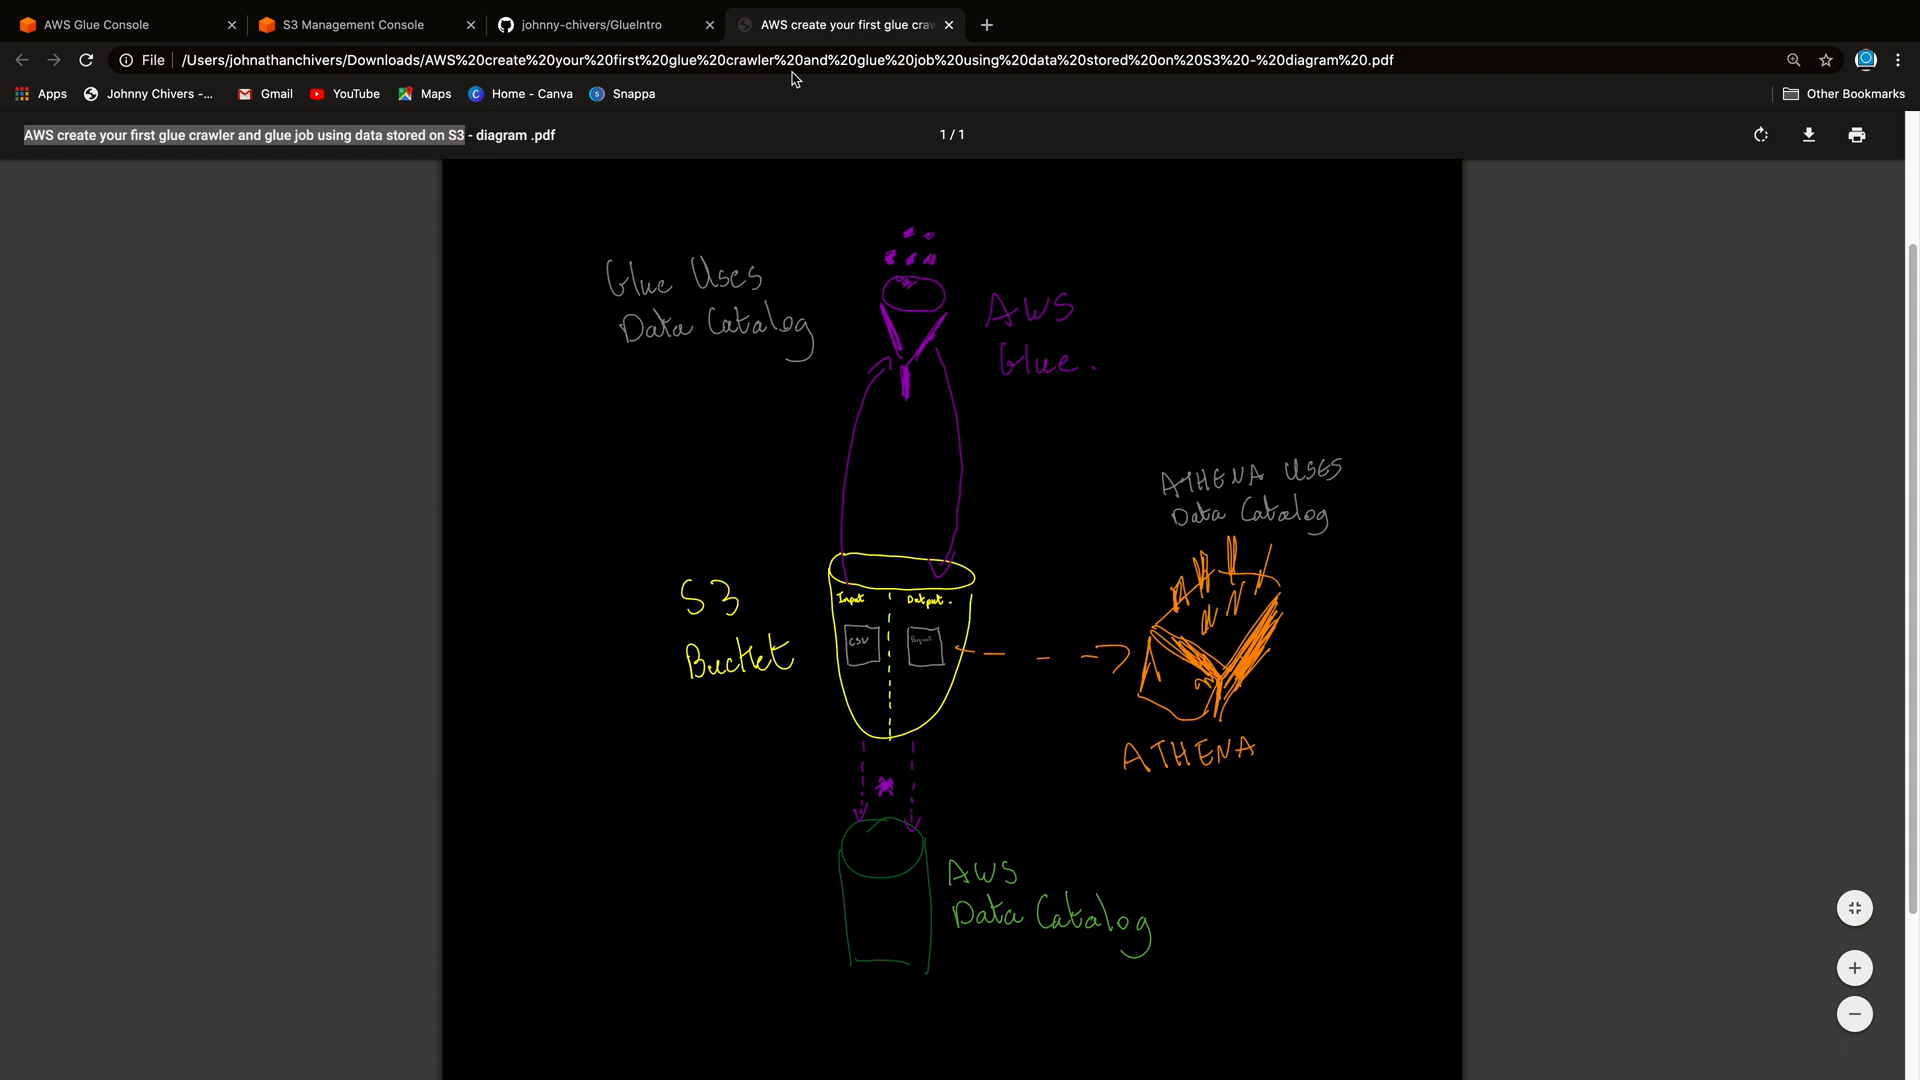 AWS Glue Console
S3 Management Console
johnny-chivers/GlueIntro
AWS create your first glue craw
File
/Users/johnathanchivers/Downloads/AWS%20create%20your%20first%20glue%20crawler%20and%20glue%20job%20using%20data%20stored%20on%20S3%20-%20diagram%20.pdf
Apps
Johnny Chivers -...
Gmail
YouTube
Maps
Home - Canva
Snappa
Other Bookmarks
AWS create your first glue crawler and glue job using data stored on S3 - diagram .pdf
1 / 1
Glue Uses
Data Catalog
AWS
Glue.
ATHENA USES
Data Catalog
S3
Bucket
Input
Output.
CSV
Parquet
ATHENA
AWS
Data Catalog